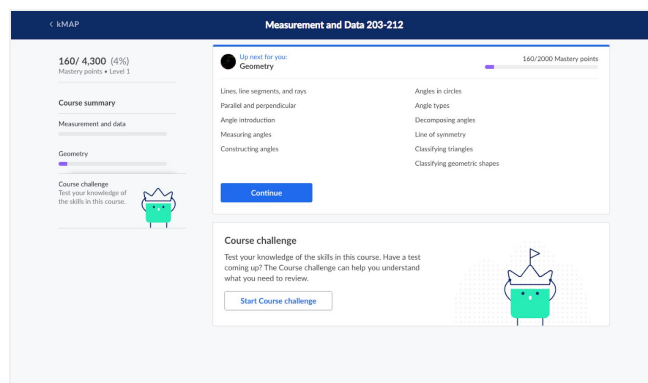 < kMAP
Measurement and Data 203-212
160/ 4,300 (4%)
Mastery points • Level 1
Course summary
Measurement and data
Geometry
Course challenge
Test your knowledge of
the skills in this course.
Up next for you:
Geometry
160/2000 Mastery points
Lines, line segments, and rays
Parallel and perpendicular
Angle introduction
Measuring angles
Constructing angles
Angles in circles
Angle types
Decomposing angles
Line of symmetry
Classifying triangles
Classifying geometric shapes
Continue
Course challenge
Test your knowledge of the skills in this course. Have a test
coming up? The Course challenge can help you understand
what you need to review.
Start Course challenge